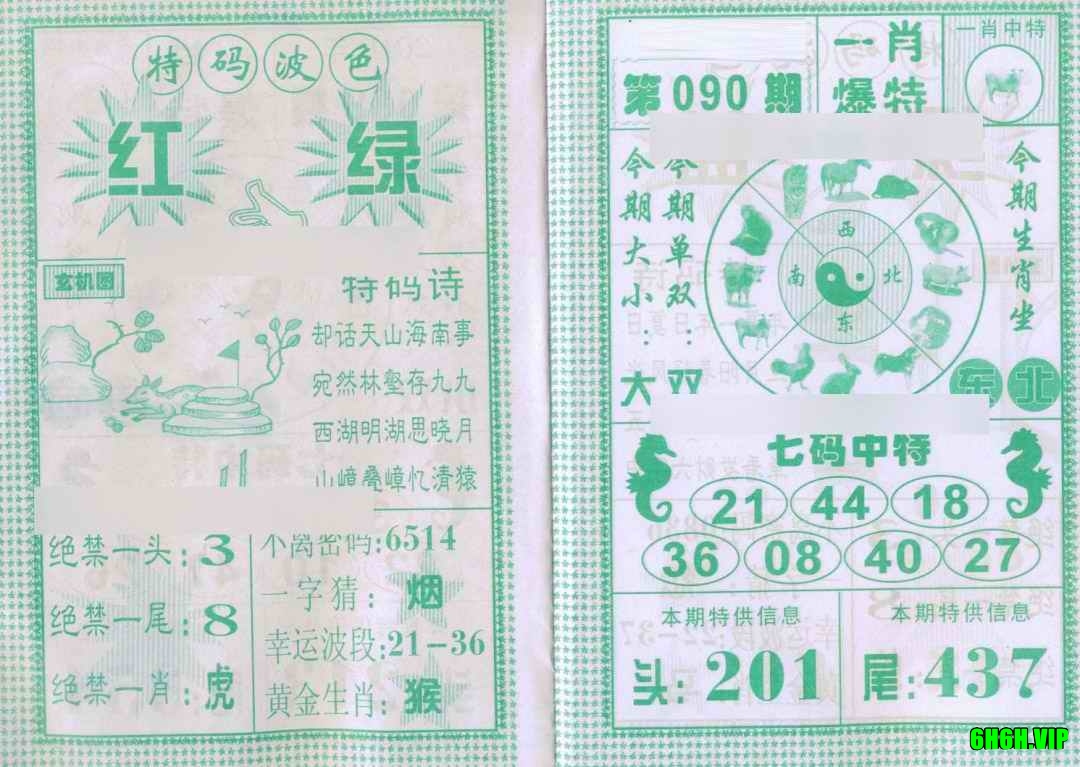 特码波色
红 绿
玄机图
特码诗
却话天山海南事
宛然林壑存九九
西湖明湖思晓月
山嶂叠嶂忆清猿
绝禁一头:3
绝禁一尾:8
绝禁一肖:虎
不离密码:6514
一字猜:烟
幸运波段:21-36
黄金生肖:猴
第090期
一肖
爆特
一肖中特
今期大小:大
今期单双:双
西
南 北
东
今期生肖坐
东北
七码中特
21 44 18
36 08 40 27
本期特供信息
头:201
本期特供信息
尾:437
6H6H.VIP